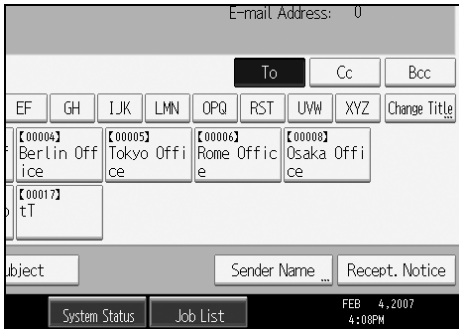 E-mail Address: 0
To Cc Bcc
EF GH IJK LMN OPQ RST UVW XYZ Change Title
【00004】 【00005】 【00006】 【00008】
Berlin Off Tokyo Offi Rome Offic Osaka Offi
ice ce e ce
【00017】
tT
ubject Sender Name ... Recept. Notice
System Status Job List FEB 4,2007
4:08PM